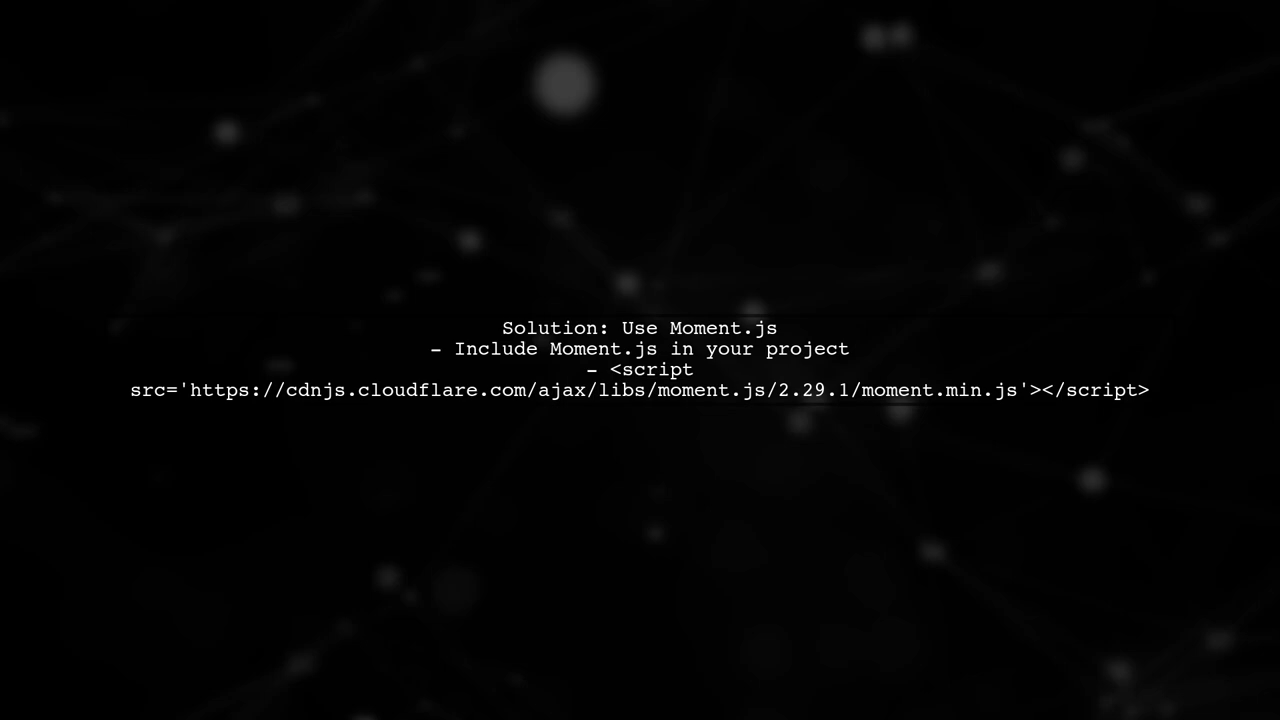 Solution: Use Moment.js
- Include Moment.js in your project
- <script
src='https://cdnjs.cloudflare.com/ajax/libs/moment.js/2.29.1/moment.min.js'></script>